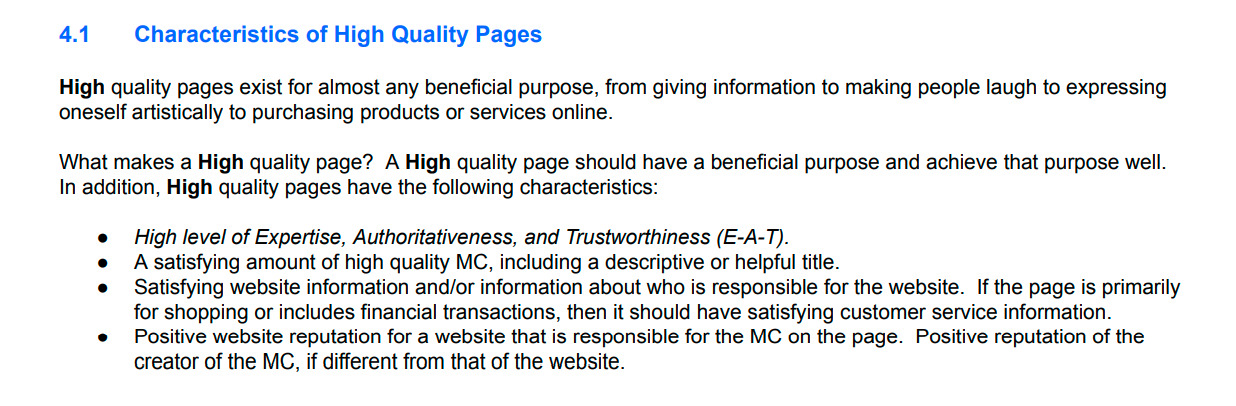 4.1 Characteristics of High Quality Pages
High quality pages exist for almost any beneficial purpose, from giving information to making people laugh to expressing
oneself artistically to purchasing products or services online.
What makes a High quality page? A High quality page should have a beneficial purpose and achieve that purpose well.
In addition, High quality pages have the following characteristics:
● High level of Expertise, Authoritativeness, and Trustworthiness (E-A-T).
● A satisfying amount of high quality MC, including a descriptive or helpful title.
● Satisfying website information and/or information about who is responsible for the website. If the page is primarily
for shopping or includes financial transactions, then it should have satisfying customer service information.
● Positive website reputation for a website that is responsible for the MC on the page. Positive reputation of the
creator of the MC, if different from that of the website.